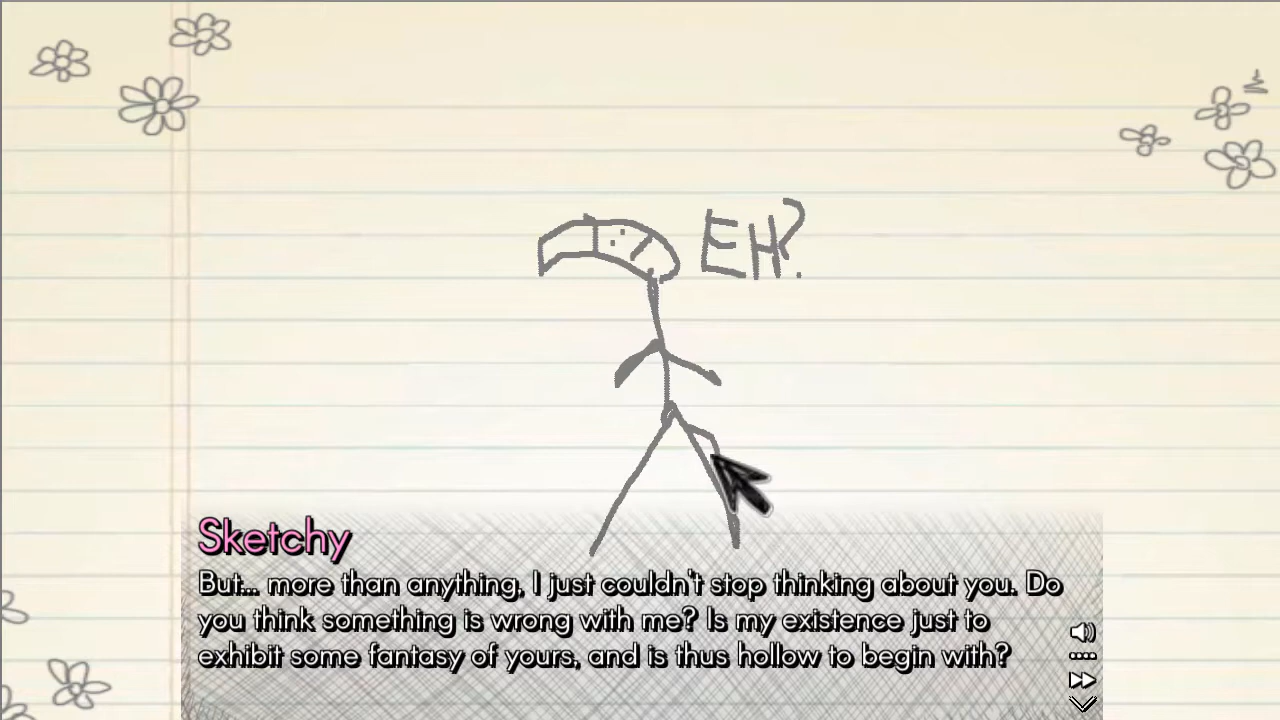 EH?
Sketchy
But... more than anything, I just couldn't stop thinking about you. Do
you think something is wrong with me? Is my existence just to
exhibit some fantasy of yours, and is thus hollow to begin with?